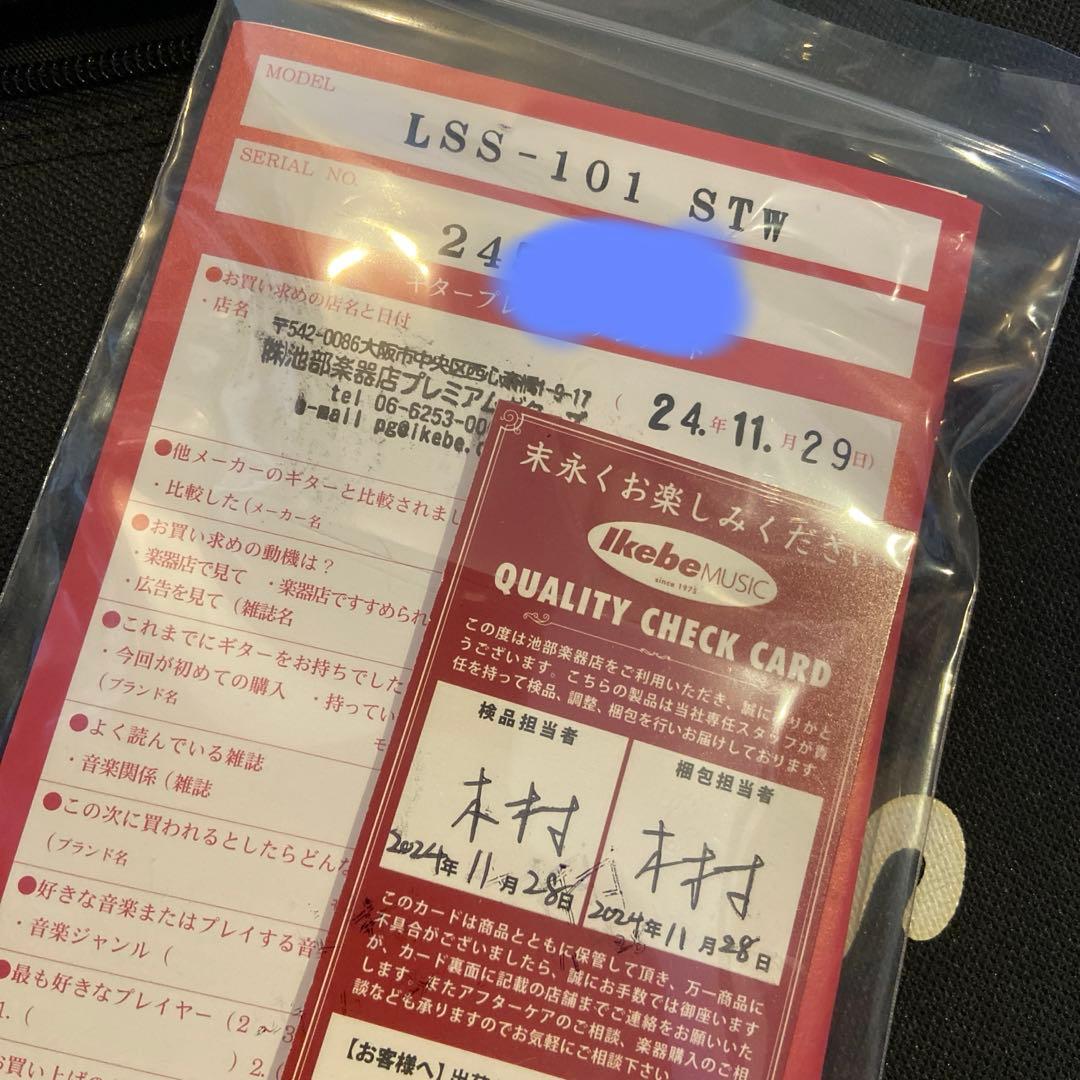 MODEL
LSS-101 STW
SERIAL NO.
24
ギタープレ
●お買い求めの店名と日付
・店名
〒542-0086大阪市中央区西心斎橋1-9-17
㈱池部楽器店プレミアムギターズ
tel 06-6253-00
e-mail pg@ikebe.
( 24.年 11.月 29日)
●他メーカーのギターと比較されまし
・比較した (メーカー名
●お買い求めの動機は？
・楽器店で見て ・楽器店ですすめられ
・広告を見て (雑誌名
●これまでにギターをお持ちでした
・今回が初めての購入 ・持ってい
(ブランド名
モ
●よく読んでいる雑誌
・音楽関係 (雑誌
●この次に買われるとしたらどんな
(ブランド名
●好きな音楽またはプレイする音
・音楽ジャンル (
●最も好きなプレイヤー (2～3
1. ( ) 2. (
お買い上げの
末永くお楽しみください
Ikebe MUSIC
since 1975
QUALITY CHECK CARD
この度は池部楽器店をご利用いただき、誠にありがと
うございます。こちらの製品は当社専任スタッフが責
任を持って検品、調整、梱包を行いお届けしております。
検品担当者
木村
2024年11月28日
梱包担当者
木村
2024年11月28日
このカードは商品とともに保管して頂き、万一商品に
不具合がございましたら、誠にお手数では御座います
が、カード裏面に記載の店舗までご連絡をお願いいた
します。またアフターケアのご相談、楽器購入のご相
談なども承りますのでお気軽にご相談下さい。
【お客様へ】出荷